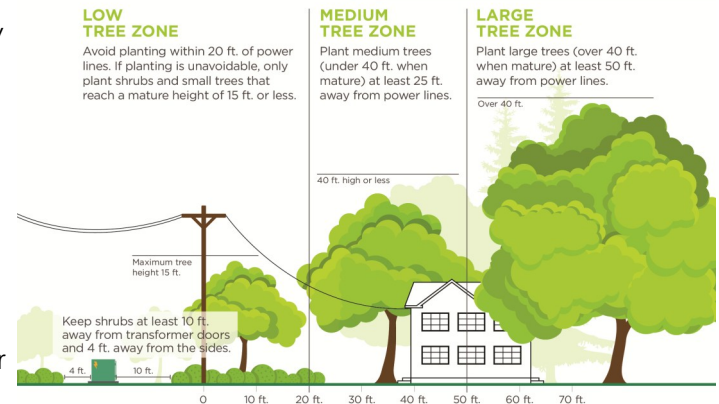 LOW
TREE ZONE
Avoid planting within 20 ft. of power
lines. If planting is unavoidable, only
plant shrubs and small trees that
reach a mature height of 15 ft. or less.
MEDIUM
TREE ZONE
Plant medium trees
(under 40 ft. when
mature) at least 25 ft.
away from power lines.
LARGE
TREE ZONE
Plant large trees (over 40 ft.
when mature) at least 50 ft.
away from power lines.
Over 40 ft.
40 ft. high or less
Maximum tree
height 15 ft.
Keep shrubs at least 10 ft.
away from transformer doors
and 4 ft. away from the sides.
4 ft.
10 ft.
0 10 ft. 20 ft. 30 ft. 40 ft. 50 ft. 60 ft. 70 ft.